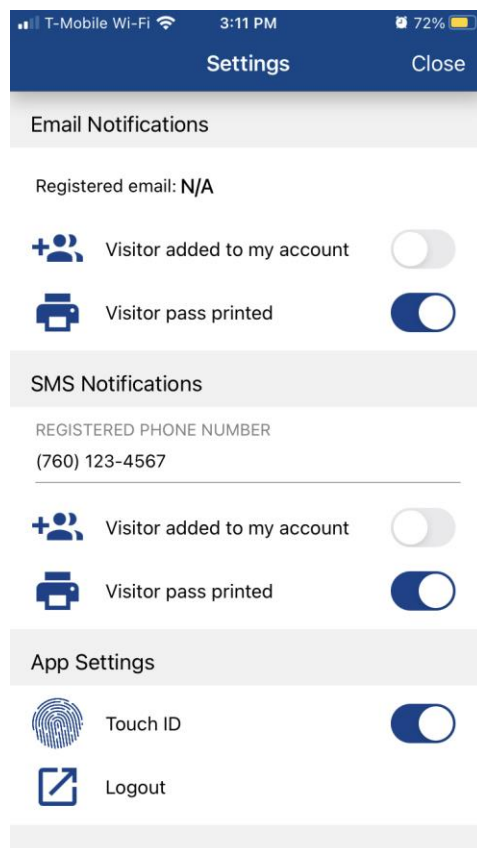 T-Mobile Wi-Fi 3:11 PM 72%
Settings Close
Email Notifications
Registered email: N/A
Visitor added to my account
Visitor pass printed
SMS Notifications
REGISTERED PHONE NUMBER
(760) 123-4567
Visitor added to my account
Visitor pass printed
App Settings
Touch ID
Logout